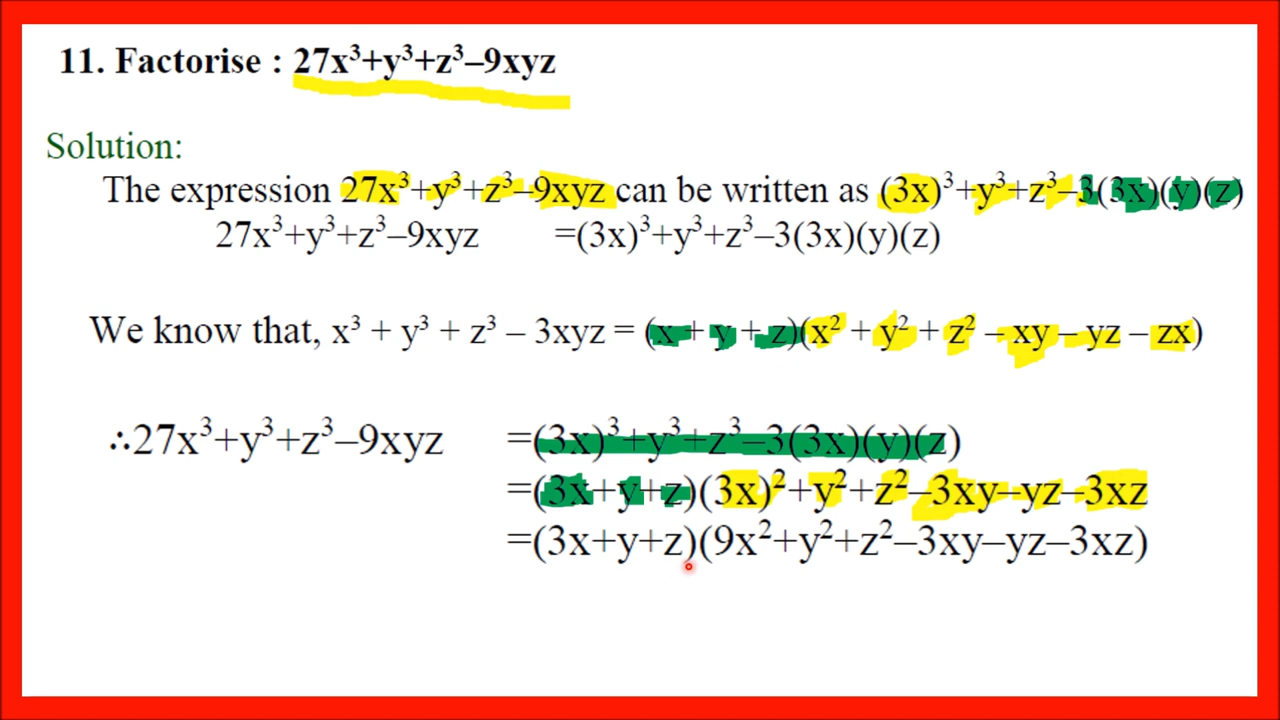 11. Factorise : 27x³+y³+z³–9xyz
Solution:
The expression 27x³+y³+z³–9xyz can be written as (3x)³+y³+z³–3(3x)(y)(z)
27x³+y³+z³–9xyz =(3x)³+y³+z³–3(3x)(y)(z)
We know that, x³ + y³ + z³ – 3xyz = (x + y + z)(x² + y² + z² – xy – yz – zx)
∴27x³+y³+z³–9xyz =(3x)³+y³+z³–3(3x)(y)(z)
=(3x+y+z)(3x)²+y²+z²–3xy–yz–3xz
=(3x+y+z)(9x²+y²+z²–3xy–yz–3xz)